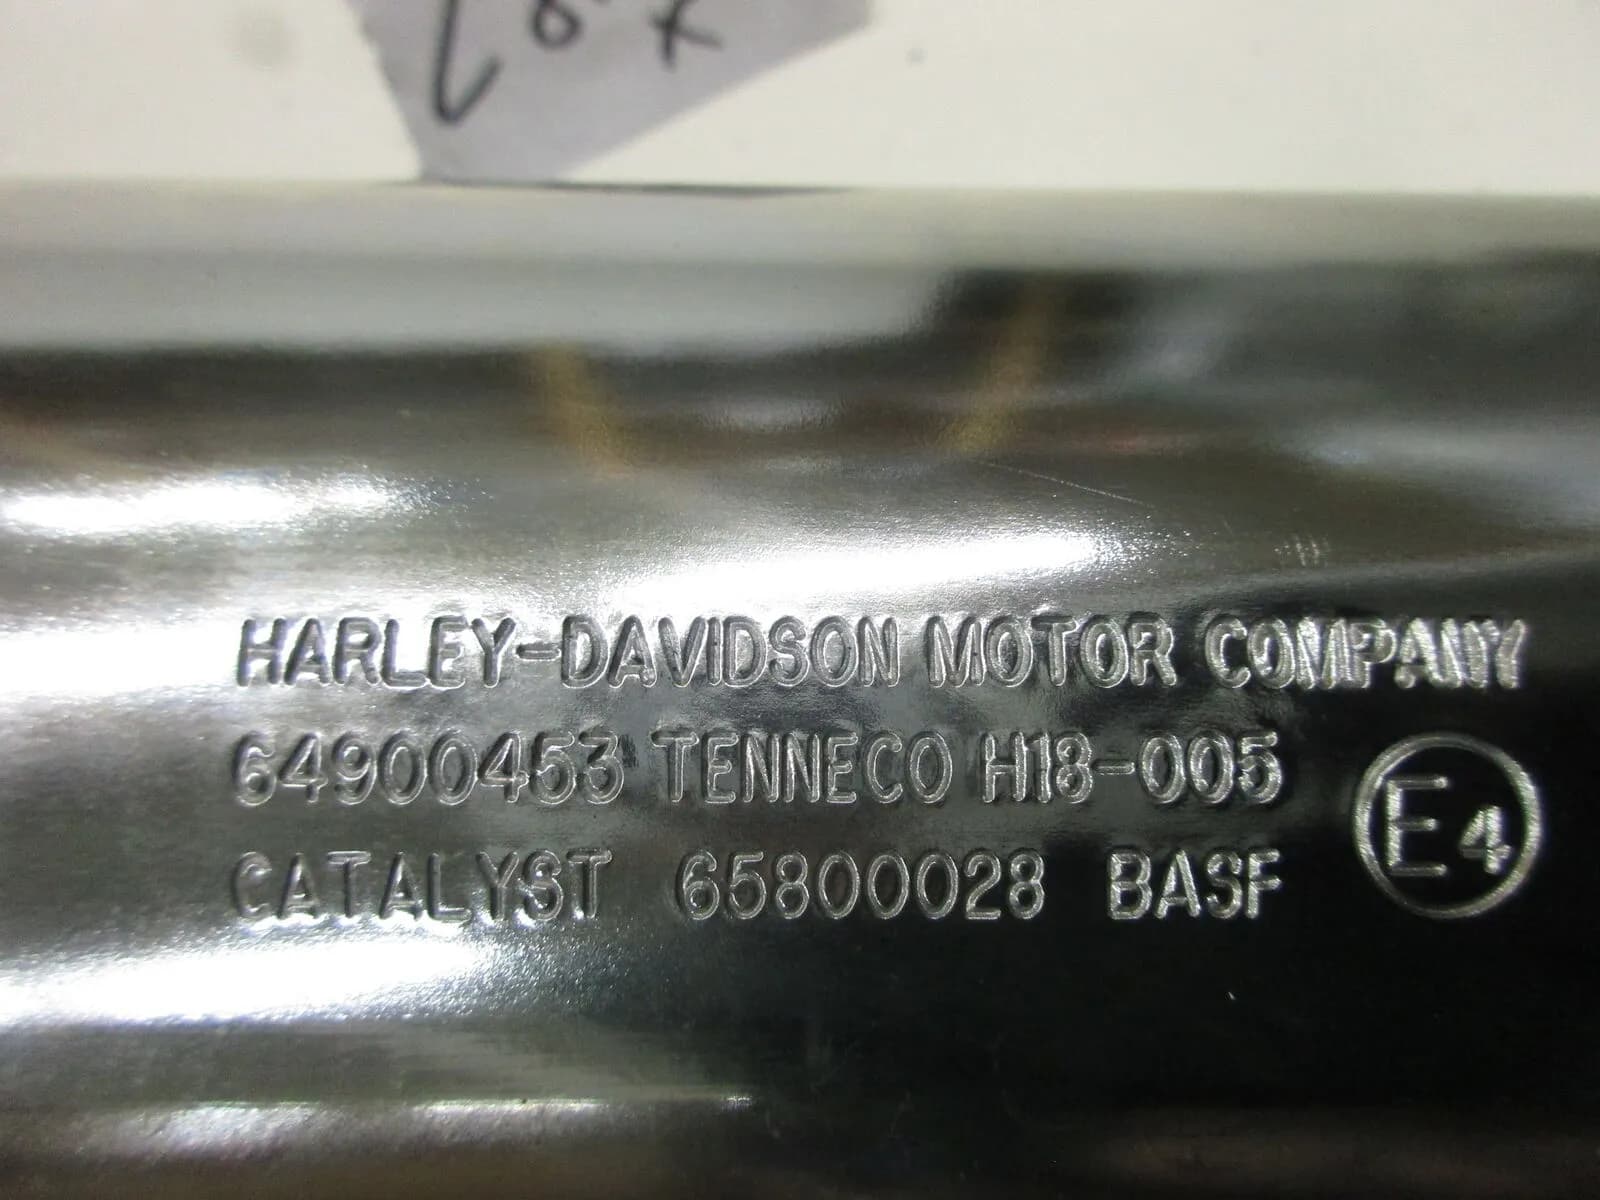 HARLEY-DAVIDSON MOTOR COMPANY
64900453 TENNECO H18-005
E4
CATALYST 65800028 BASF